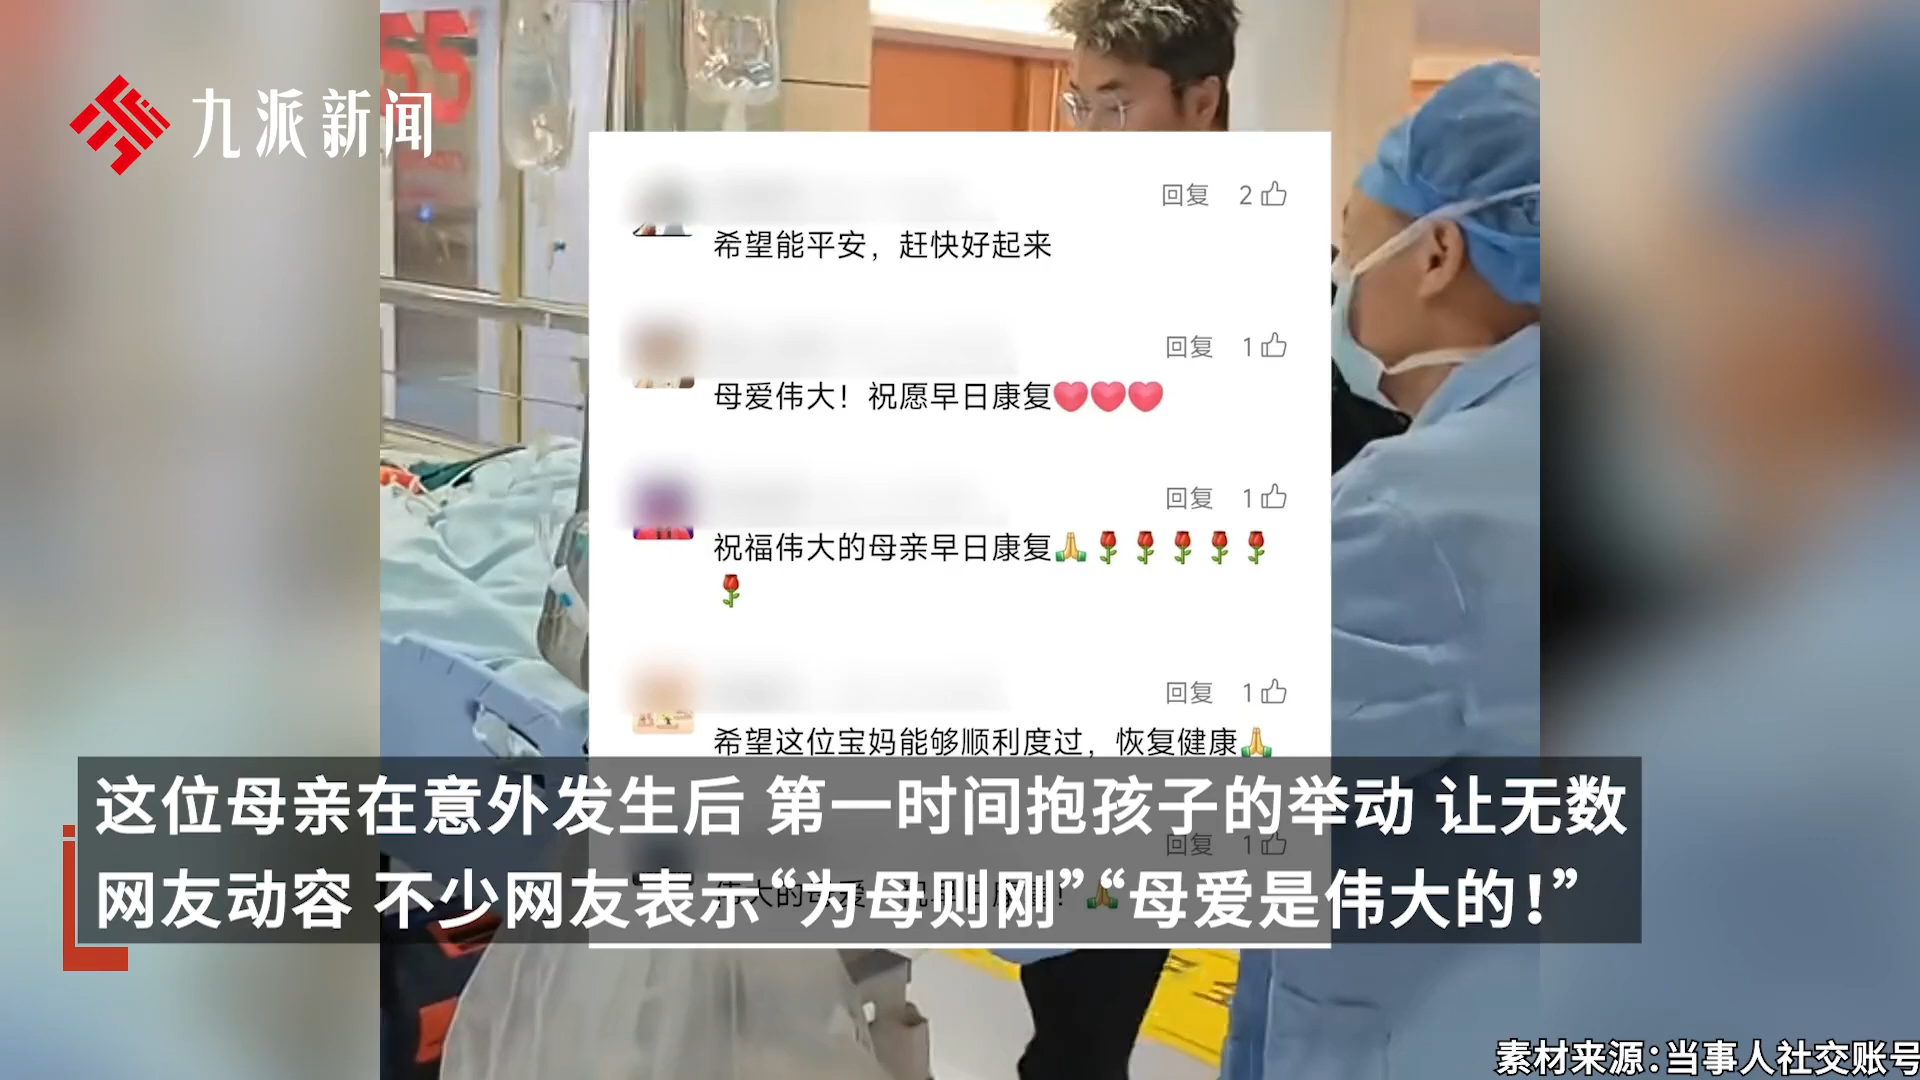 九派新闻
55
回复 2
希望能平安，赶快好起来
回复 1
母爱伟大！祝愿早日康复❤❤❤
回复 1
祝福伟大的母亲早日康复🙏🌹🌹🌹🌹🌹
🌹
回复 1
希望这位宝妈能够顺利度过，恢复健康🙏
这位母亲在意外发生后 第一时间抱孩子的举动 让无数
回复 1
网友动容 不少网友表示“为母则刚”“母爱是伟大的！”
素材来源：当事人社交账号